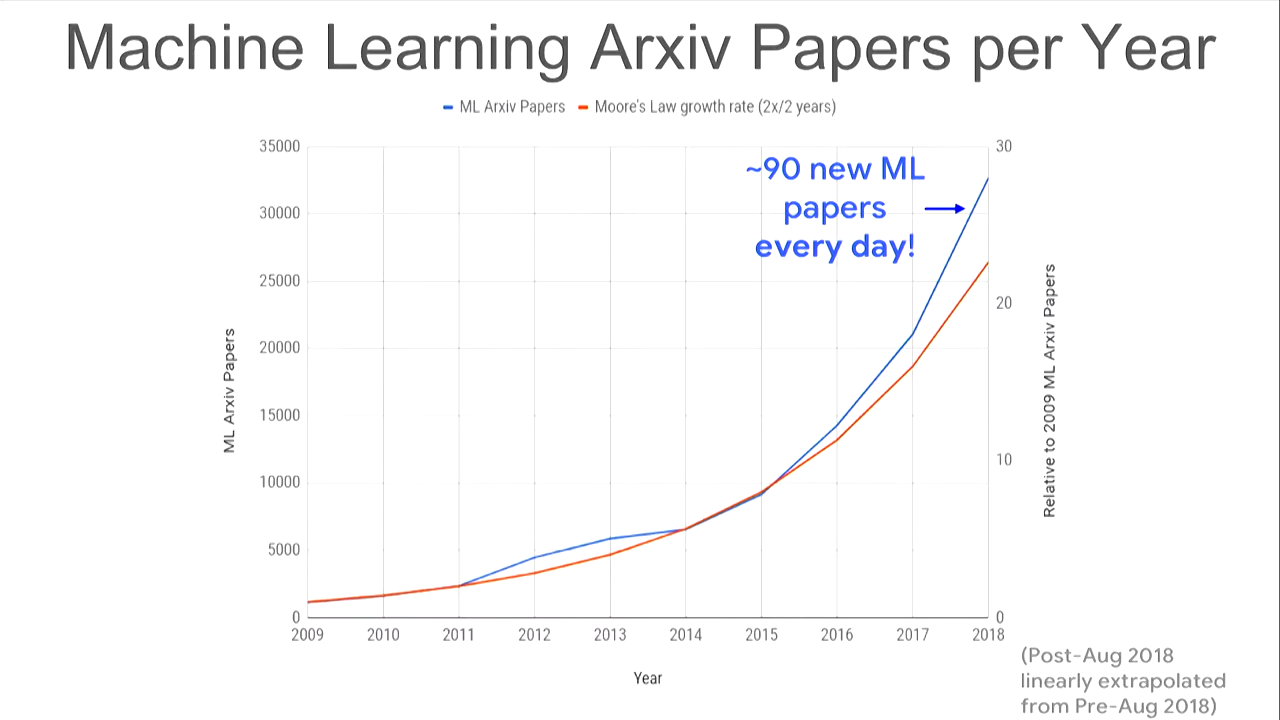 Machine Learning Arxiv Papers per Year
ML Arxiv Papers Moore's Law growth rate (2x/2 years)
35000
30000
25000
20000
15000
10000
5000
0
ML Arxiv Papers
~90 new ML
papers
every day!
30
20
10
0
Relative to 2009 ML Arxiv Papers
2009 2010 2011 2012 2013 2014 2015 2016 2017 2018
Year
(Post-Aug 2018
linearly extrapolated
from Pre-Aug 2018)